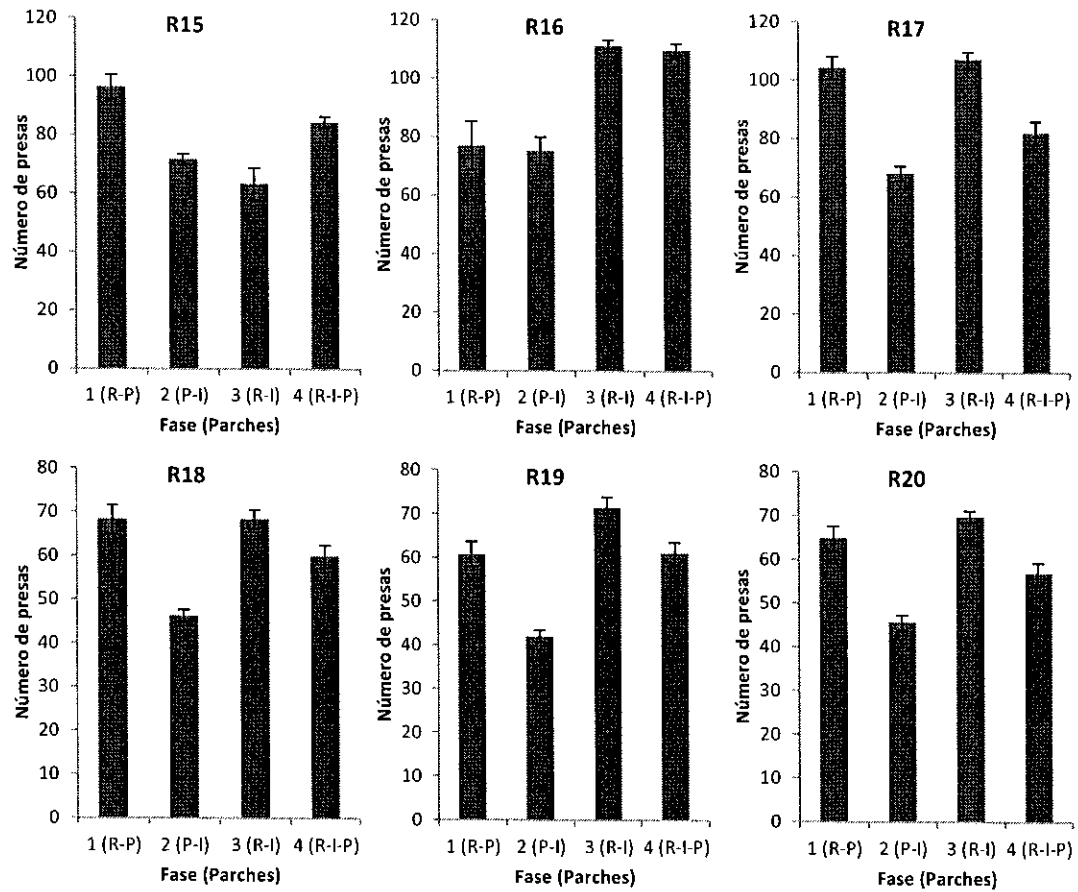 R15
Número de presas
120
100
80
60
40
20
0
1 (R-P) 2 (P-I) 3 (R-I) 4 (R-I-P)
Fase (Parches)
R16
Número de presas
120
100
80
60
40
20
0
1 (R-P) 2 (P-I) 3 (R-I) 4 (R-I-P)
Fase (Parches)
R17
Número de presas
120
100
80
60
40
20
0
1 (R-P) 2 (P-I) 3 (R-I) 4 (R-I-P)
Fase (Parches)
R18
Número de presas
80
70
60
50
40
30
20
10
0
1 (R-P) 2 (P-I) 3 (R-I) 4 (R-I-P)
Fase (Parches)
R19
Número de presas
80
70
60
50
40
30
20
10
0
1 (R-P) 2 (P-I) 3 (R-I) 4 (R-I-P)
Fase (Parches)
R20
Número de presas
80
70
60
50
40
30
20
10
0
1 (R-P) 2 (P-I) 3 (R-I) 4 (R-I-P)
Fase (Parches)